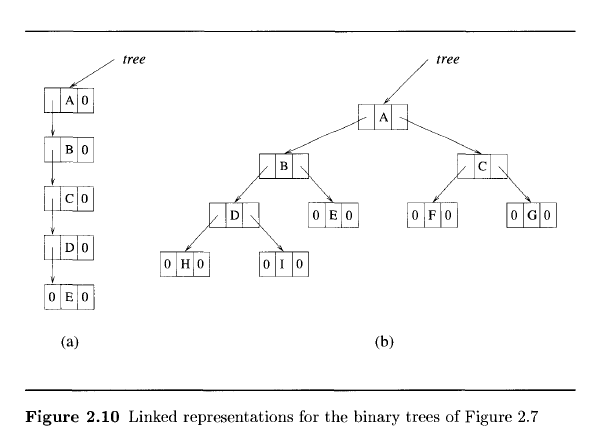 tree
A 0
B 0
C 0
D 0
0 E 0
(a)
tree
A
B C
D 0 E 0 0 F 0 0 G 0
0 H 0 0 I 0
(b)
Figure 2.10 Linked representations for the binary trees of Figure 2.7